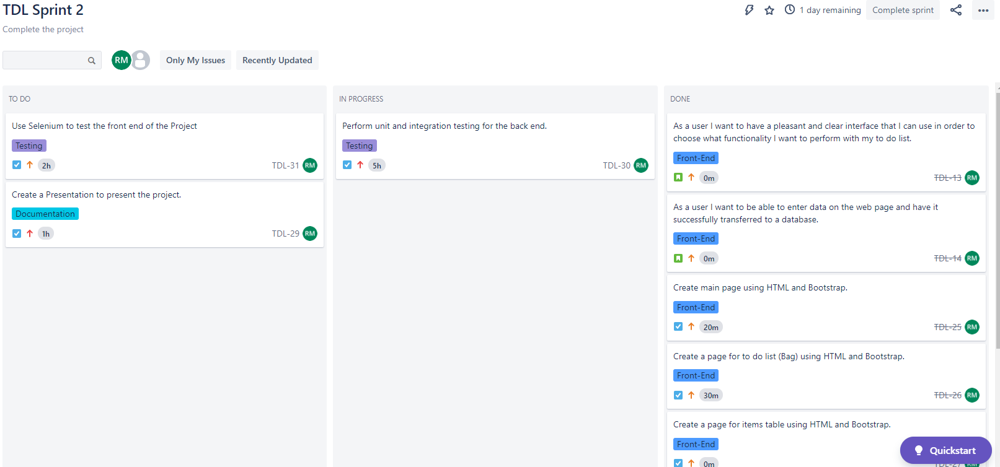 TDL Sprint 2
1 day remaining
Complete sprint
Complete the project
RM
Only My Issues
Recently Updated
TO DO
Use Selenium to test the front end of the Project
Testing
2h
TDL-31
RM
Create a Presentation to present the project.
Documentation
1h
TDL-29
RM
IN PROGRESS
Perform unit and integration testing for the back end.
Testing
5h
TDL-30
RM
DONE
As a user I want to have a pleasant and clear interface that I can use in order to
choose what functionality I want to perform with my to do list.
Front-End
0m
TDL-13
RM
As a user I want to be able to enter data on the web page and have it
successfully transferred to a database.
Front-End
0m
TDL-14
RM
Create main page using HTML and Bootstrap.
Front-End
20m
TDL-25
RM
Create a page for to do list (Bag) using HTML and Bootstrap.
Front-End
30m
TDL-26
RM
Create a page for items table using HTML and Bootstrap.
Front-End
0m
TDL-27
RM
Quickstart